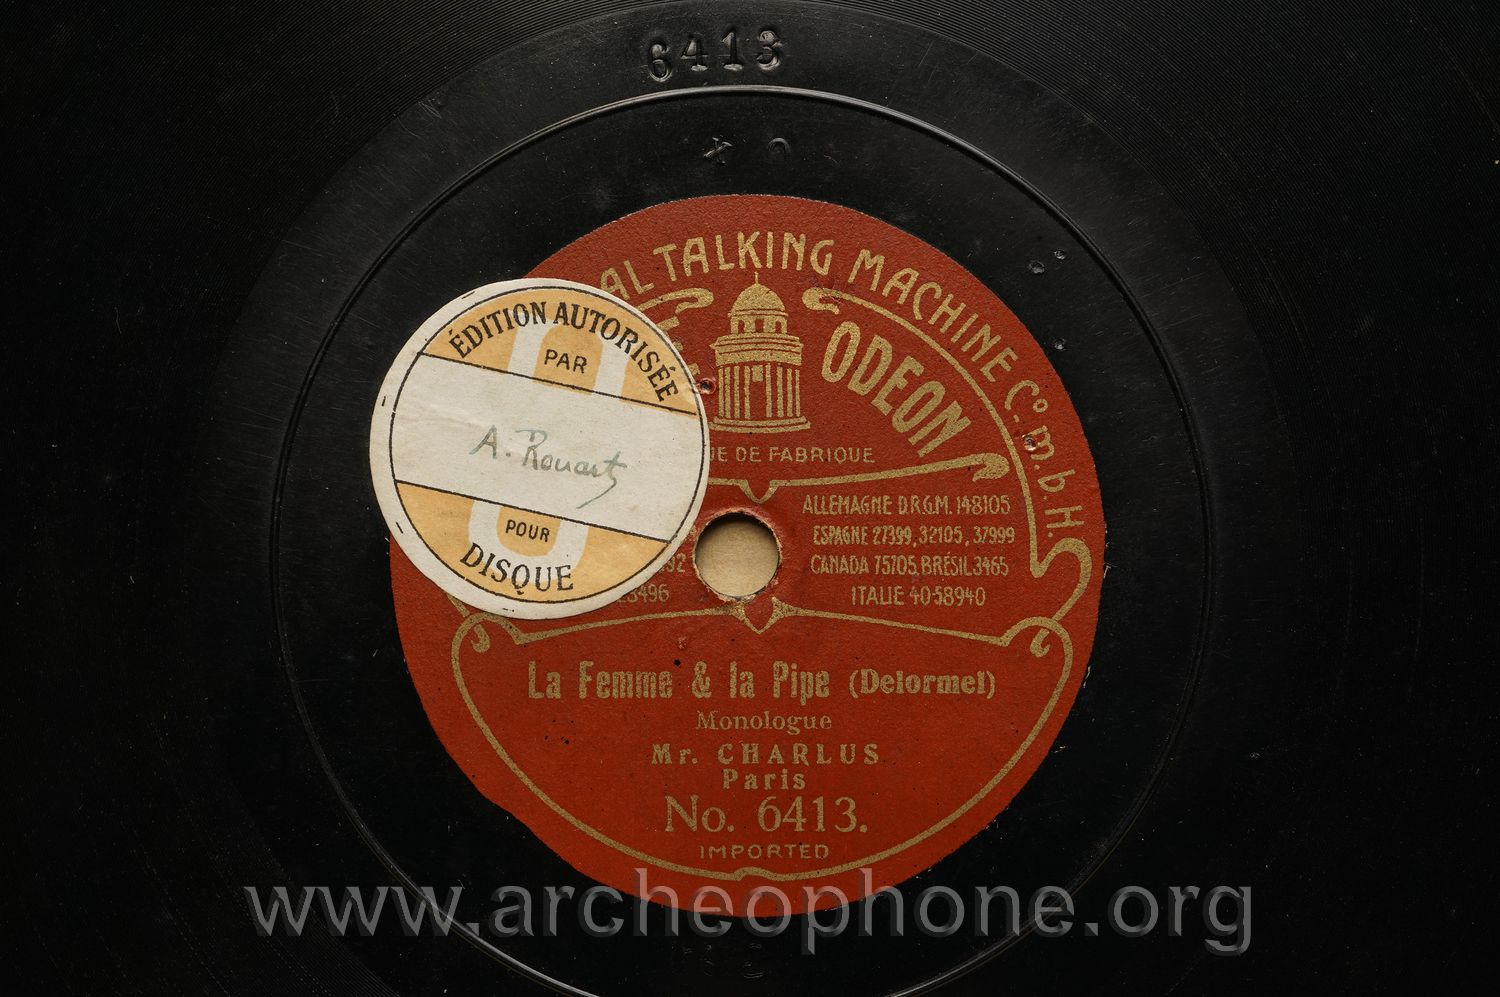 6413
AL TALKING MACHINE Co. m.b.H.
ODEON
DE FABRIQUE
ÉDITION AUTORISÉE
PAR
A. Rouart
POUR
DISQUE
ALLEMAGNE D.R.G.M. 148105
ESPAGNE 27399, 32105, 37999
CANADA 75705, BRÉSIL 3465
ITALIE 40-58940
La Femme & la Pipe (Delormel)
Monologue
Mr. CHARLUS
Paris
No. 6413.
IMPORTED
www.archeophone.org